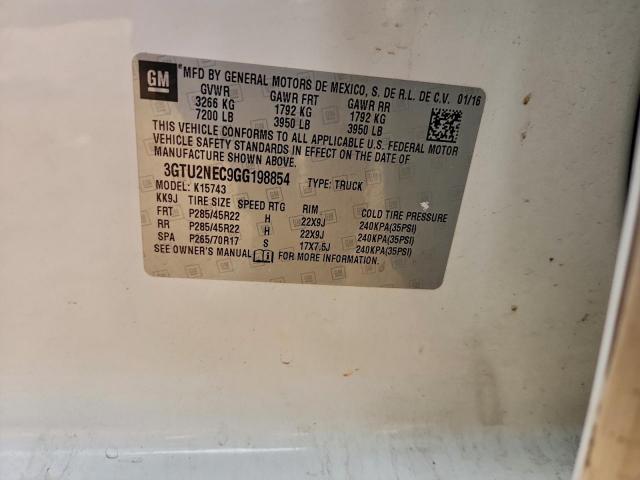 GM
® MFD BY GENERAL MOTORS DE MEXICO, S. DE R.L. DE C.V. 01/16
GVWR GAWR FRT GAWR RR
3266 KG 1792 KG 1792 KG
7200 LB 3950 LB 3950 LB
THIS VEHICLE CONFORMS TO ALL APPLICABLE U.S. FEDERAL MOTOR
VEHICLE SAFETY STANDARDS IN EFFECT ON THE DATE OF
MANUFACTURE SHOWN ABOVE.
3GTU2NEC9GG198854 TYPE: TRUCK
MODEL: K15743
KK9J TIRE SIZE SPEED RTG RIM COLD TIRE PRESSURE
FRT P285/45R22 H 22X9J 240KPA(35PSI)
RR P285/45R22 H 22X9J 240KPA(35PSI)
SPA P265/70R17 S 17X7.5J 240KPA(35PSI)
SEE OWNER'S MANUAL FOR MORE INFORMATION.